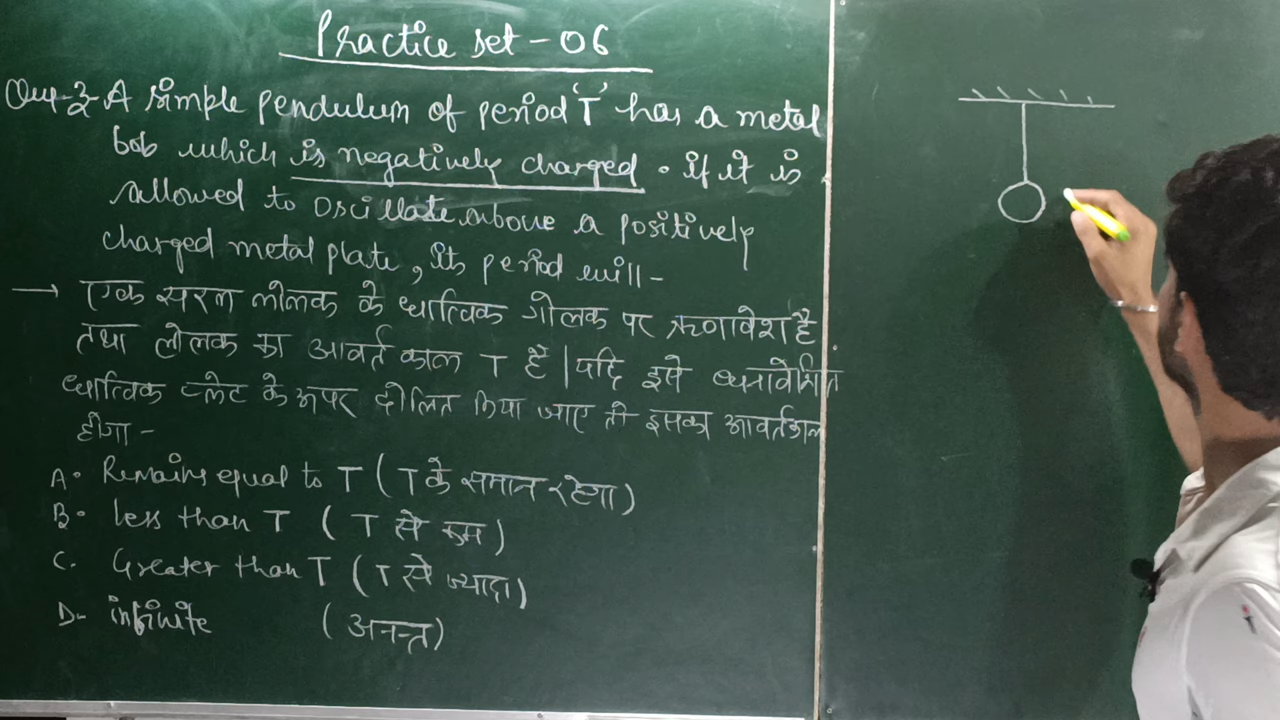 Practice set - 06
Que-2- A simple pendulum of period 'T' has a metal
bob which is negatively charged. if it is
allowed to oscillate above a positively
charged metal plate, its period will-
→ एक सरल लोलक के धात्विक गोलक पर ऋणावेश है
तथा लोलक का आवर्त काल T है | यदि इसे धनावेशित
धात्विक प्लेट के ऊपर दोलित किया जाए तो इसका आवर्तकाल
होगा -
A. Remains equal to T ( T के समान रहेगा )
B. less than T ( T से कम )
C. Greater than T ( T से ज्यादा )
D- infinite ( अनन्त )